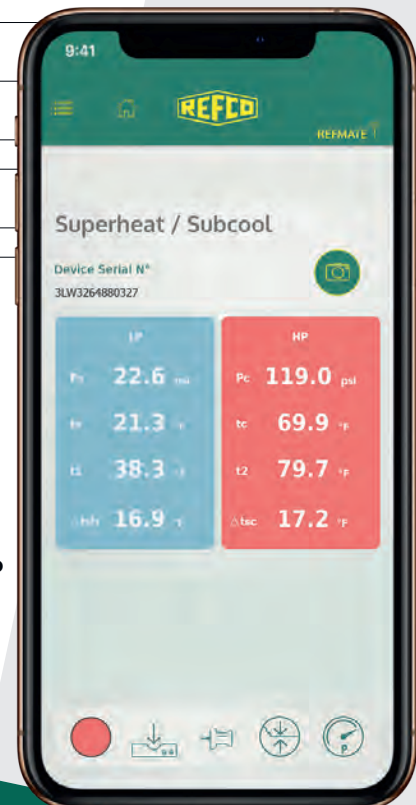 9:41
REFCO
REFMATE
Superheat / Subcool
Device Serial N°
3LW3264880327
LP HP
22.6 psi Pc 119.0 psi
21.3 tc 69.9 °F
t1 38.3 °F t2 79.7 °F
16.9 Δtsc 17.2 °F
P